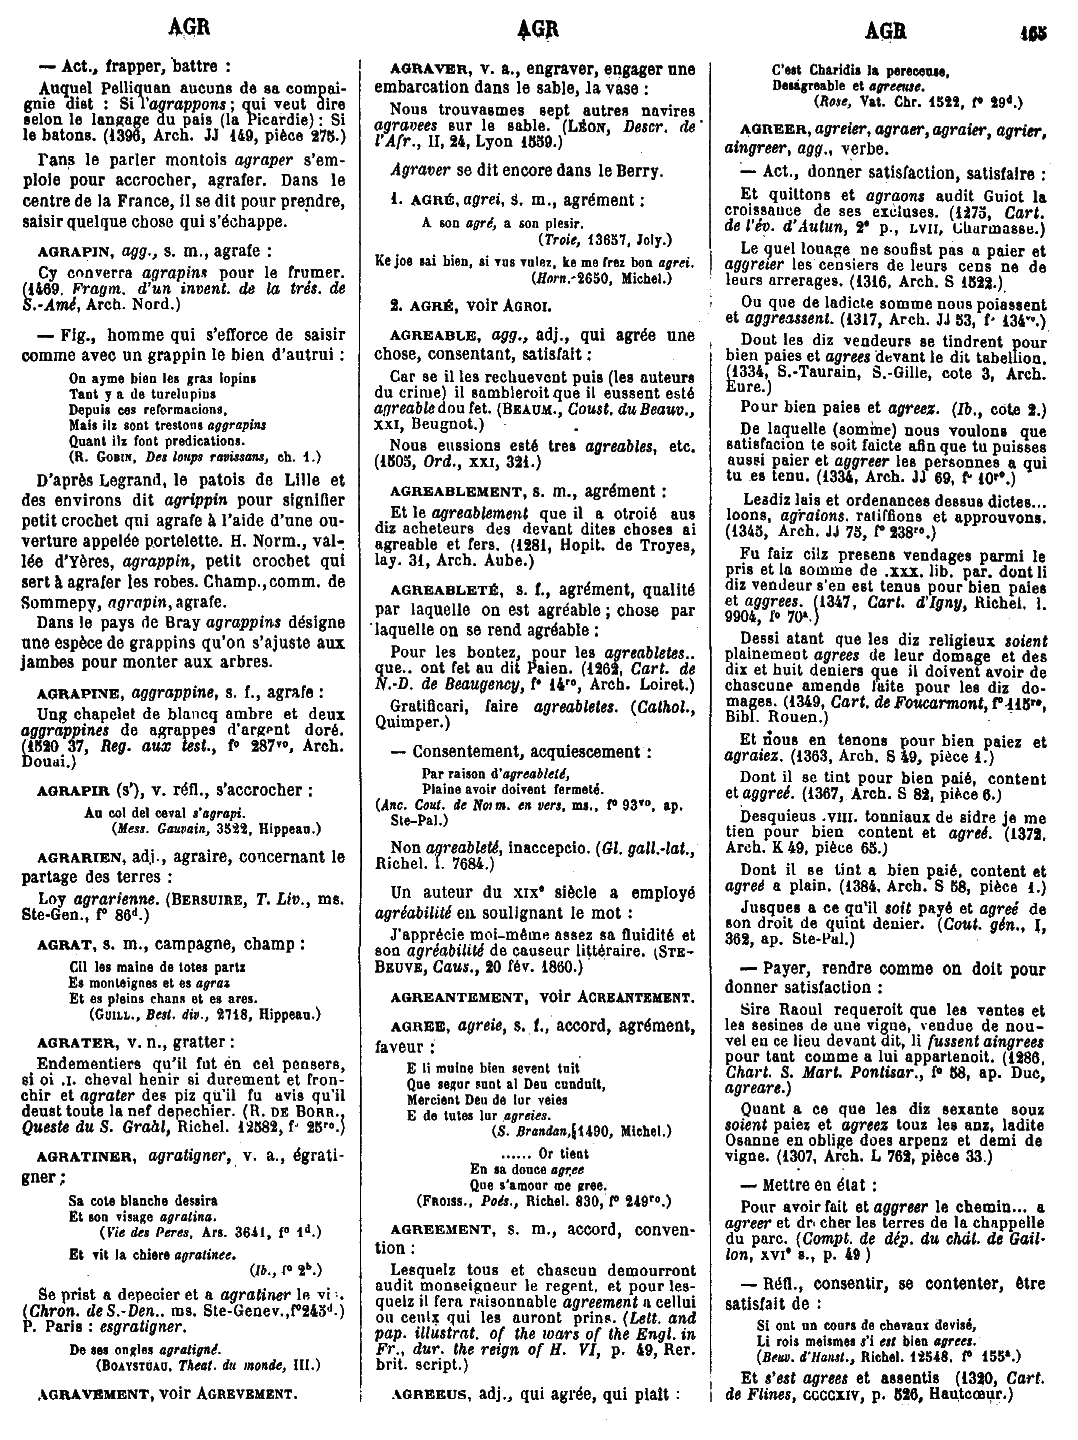 AGR
AGR
AGR
165
— Act., frapper, battre :
Auquel Pelliquan aucuns de sa compai-
gnie dist : Si l'agrappons ; qui veut dire
selon le langage du païs (la Picardie) : Si
le batons. (1396, Arch. JJ 149, pièce 275.)
Dans le parler montois agraper s'em-
ploie pour accrocher, agrafer. Dans le
centre de la France, il se dit pour prendre,
saisir quelque chose qui s'échappe.
AGRAPIN, agg., s. m., agrafe :
Cy converra agrapins pour le frumer.
(1469. Fragm. d'un invent. de la trés. de
S.-Amé, Arch. Nord.)
— Fig., homme qui s'efforce de saisir
comme avec un grappin le bien d'autrui :
On ayme bien les gras lopins
Tant y a de turelupins
Depuis ces reformacions,
Mais ilz sont trestous aggrapins
Quant ilz font predications.
(R. GOBIN, Des loups ravissans, ch. 1.)
D'après Legrand, le patois de Lille et
des environs dit agrippin pour signifier
petit crochet qui agrafe à l'aide d'une ou-
verture appelée portelette. H. Norm., val-
lée d'Yères, agrappin, petit crochet qui
sert à agrafer les robes. Champ., comm. de
Sommepy, agrapin, agrafe.
Dans le pays de Bray agrappins désigne
une espèce de grappins qu'on s'ajuste aux
jambes pour monter aux arbres.
AGRAPINE, aggrappine, s. f., agrafe :
Ung chapelet de blancq ambre et deux
aggrappines de agrappes d'argent doré.
(1520 37, Reg. aux test., f° 287vo, Arch.
Douai.)
AGRAPIR (s'), v. réfl., s'accrocher :
Au col del ceval s'agrapi.
(Mess. Gauvain, 3522, Hippeau.)
AGRARIEN, adj., agraire, concernant le
partage des terres :
Loy agrarienne. (BERSUIRE, T. Liv., ms.
Ste-Gen., f° 86d.)
AGRAT, s. m., campagne, champ :
Cil les maine de totes partz
Es monteignes et es agraz
Et es pleins chans et es ares.
(GUILL., Best. div., 2718, Hippeau.)
AGRATER, v. n., gratter :
Endementiers qu'il fut en cel pensers,
si oi .I. cheval henir si durement et fron-
chir et agrater des piz qu'il fu avis qu'il
deust toute la nef depechier. (R. DE BORR.,
Queste du S. Graal, Richel. 12582, f° 25ro.)
AGRATINER, agratigner, v. a., égrati-
gner :
Sa cote blanche dessira
Et son visage agratina.
(Vie des Peres, Ars. 3641, f° 1d.)
Et vit la chiere agratinee.
(Ib., f° 2b.)
Se prist a depecier et a agratiner le vi :.
(Chron. de S.-Den.. ms. Ste-Genev., f° 245d.)
P. Paris : esgratigner.
De ses ongles agratigné.
(BOAYSTUAU, Theat. du monde, III.)
AGRAVEMENT, voir AGREVEMENT.
AGRAVER, v. a., engraver, engager une
embarcation dans le sable, la vase :
Nous trouvasmes sept autres navires
agravees sur le sable. (LÉON, Descr. de
l'Afr., II, 24, Lyon 1559.)
Agraver se dit encore dans le Berry.
1. AGRÉ, agrei, s. m., agrément :
A son agré, a son plesir.
(Troie, 13657, Joly.)
Ke joe sai bien, si vus vulez, ke me frez bon agrei.
(Horn. 2650, Michel.)
2. AGRÉ, voir AGROI.
AGREABLE, agg., adj., qui agrée une
chose, consentant, satisfait :
Car se il les rechuevent puis (les auteurs
du crime) il sambleroit que il eussent esté
agreable dou fet. (BEAUM., Coust. du Beauv.,
XXI, Beugnot.)
Nous eussions esté tres agreables, etc.
(1505, Ord., XXI, 321.)
AGREABLEMENT, s. m., agrément :
Et le agreablement que il a otroié aus
diz acheteurs des devant dites choses ai
agreable et fers. (1281, Hopit. de Troyes,
lay. 31, Arch. Aube.)
AGREABLETÉ, s. f., agrément, qualité
par laquelle on est agréable ; chose par
laquelle on se rend agréable :
Pour les bontez, pour les agreabletes..
que.. ont fet au dit Paien. (1262, Cart. de
N.-D. de Beaugency, f° 14ro, Arch. Loiret.)
Gratificari, faire agreabletes. (Cathol.,
Quimper.)
— Consentement, acquiescement :
Par raison d'agreableté,
Plaine avoir doivent fermeté.
(Anc. Cout. de Norm. en vers, ms., f° 93vo, ap.
Ste-Pal.)
Non agreableté, inaccepcio. (Gl. gall.-lat.,
Richel. l. 7684.)
Un auteur du XIXe siècle a employé
agréabilité en soulignant le mot :
J'apprécie moi-même assez sa fluidité et
son agréabilité de causeur littéraire. (STE-
BEUVE, Caus., 20 fév. 1860.)
AGREANTEMENT, voir ACREANTEMENT.
AGREE, agreie, s. f., accord, agrément,
faveur :
E li muine bien sevent tuit
Que segur sunt al Deu cunduit,
Mercient Deu de lur veies
E de tutes lur agreies.
(S. Brandan, 1490, Michel.)
...... Or tient
En sa douce agree
Que s'amour me gree.
(FROISS., Poés., Richel. 830, f° 249ro.)
AGREEMENT, s. m., accord, conven-
tion :
Lesquelz tous et chascun demourront
audit monseigneur le regent, et pour les-
quelz il fera raisonnable agreement a cellui
ou ceulx qui les auront prins. (Lett. and
pap. illustrat. of the wars of the Engl. in
Fr., dur. the reign of H. VI, p. 49, Rer.
brit. script.)
AGREEUS, adj., qui agrée, qui plaît :
C'est Charidis la pereceuse,
Desagreable et agreeuse.
(Rose, Vat. Chr. 1522, f° 29d.)
AGREER, agreier, agraer, agraier, agrier,
aingreer, agg., verbe.
— Act., donner satisfaction, satisfaire :
Et quittons et agraons audit Guiot la
croissance de ses excluses. (1275, Cart.
de l'év. d'Autun, 2e p., LVII, Charmasse.)
Le quel louage ne soufist pas a paier et
aggreier les censiers de leurs cens ne de
leurs arrerages. (1316, Arch. S 1522.)
Ou que de ladicte somme nous poiassent
et aggreassent. (1317, Arch. JJ 53, f° 134vo.)
Dout les diz vendeurs se tindrent pour
bien paies et agrees devant le dit tabellion.
(1334, S.-Taurain, S.-Gille, cote 3, Arch.
Eure.)
Pour bien paies et agreez. (Ib., cote 2.)
De laquelle (somme) nous voulons que
satisfacion te soit faicte afin que tu puisses
aussi paier et aggreer les personnes a qui
tu es tenu. (1334, Arch. JJ 69, f° 10ro.)
Lesdiz lais et ordenances dessus dictes...
loons, agraions, ratiffions et approuvons.
(1345, Arch. JJ 75, f° 238ro.)
Fu faiz cilz presens vendages parmi le
pris et la somme de .XXX. lib. par. dont li
diz vendeur s'en est tenus pour bien paies
et aggrees. (1347, Cart. d'Igny, Richel. l.
9904, f° 70a.)
Dessi atant que les diz religieux soient
plainement agrees de leur domage et des
dix et huit deniers que il doivent avoir de
chascune amende faite pour les diz do-
mages. (1349, Cart. de Foucarmont, f° 115ro,
Bibl. Rouen.)
Et nous en tenons pour bien paiez et
agraiez. (1363, Arch. S 49, pièce 1.)
Dont il se tint pour bien paié, content
et aggreé. (1367, Arch. S 82, pièce 6.)
Desquieus .VIII. tonniaux de sidre je me
tien pour bien content et agreé. (1372,
Arch. K 49, pièce 65.)
Dont il se tint a bien paié, content et
agreé a plain. (1384, Arch. S 58, pièce 1.)
Jusques a ce qu'il soit payé et agreé de
son droit de quint denier. (Cout. gén., I,
362, ap. Ste-Pal.)
— Payer, rendre comme on doit pour
donner satisfaction :
Sire Raoul requeroit que les ventes et
les sesines de une vigne, vendue de nou-
vel en ce lieu devant dit, li fussent aingrees
pour tant comme a lui appartenoit. (1286,
Chart. S. Mart. Pontisar., f° 58, ap. Duc,
agreare.)
Quant a ce que les diz sexante souz
soient paiez et agreez touz les anz, ladite
Osanne en oblige does arpenz et demi de
vigne. (1307, Arch. L 762, pièce 33.)
— Mettre en état :
Pour avoir fait et aggreer le chemin... a
agreer et drecher les terres de la chappelle
du parc. (Compt. de dép. du chât. de Gail-
lon, XVIe s., p. 49)
— Réfl., consentir, se contenter, être
satisfait de :
Si ont un cours de chevaux devisé,
Li rois meismes s'i est bien agrees.
(Beuv. d'Hanst., Richel. 12548, f° 155a.)
Et s'est agrees et assentis (1320, Cart.
de Flines, CCCCXIV, p. 526, Hautcœur.)